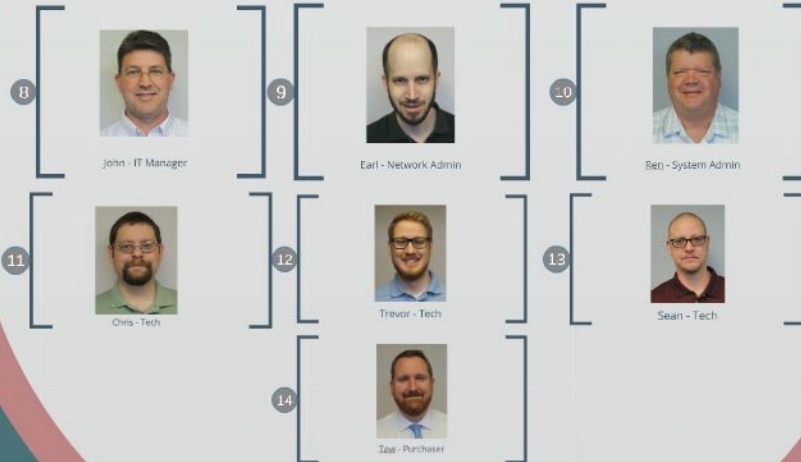 8
John - IT Manager
9
Earl - Network Admin
10
Ren - System Admin
11
Chris - Tech
12
Trevor - Tech
13
Sean - Tech
14
Taw - Purchaser